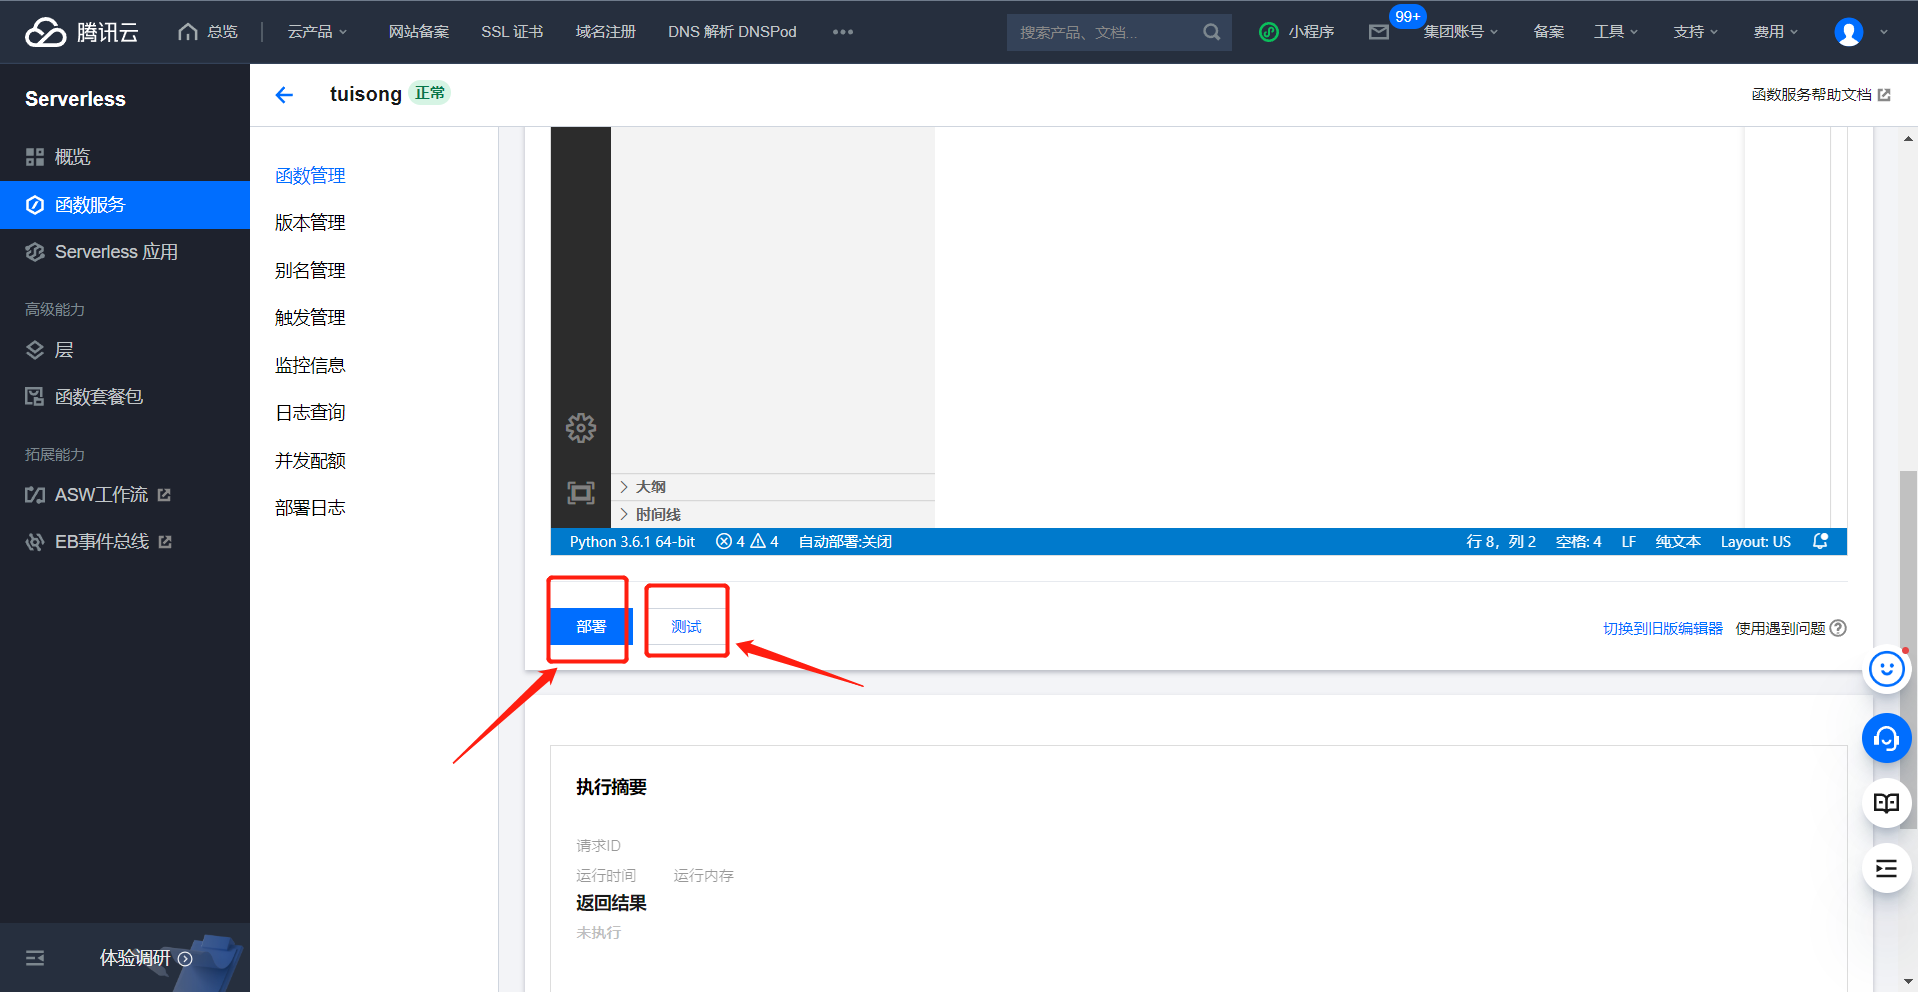 腾讯云 总览 云产品 网站备案 SSL 证书 域名注册 DNS 解析 DNSPod ••• 搜索产品、文档... 小程序 99+ 集团账号 备案 工具 支持 费用
Serverless
概览
函数服务
Serverless 应用
高级能力
层
函数套餐包
拓展能力
ASW工作流
EB事件总线
体验调研
tuisong 正常 函数服务帮助文档
函数管理
版本管理
别名管理
触发管理
监控信息
日志查询
并发配额
部署日志
大纲
时间线
Python 3.6.1 64-bit 4 4 自动部署:关闭 行 8，列 2 空格: 4 LF 纯文本 Layout: US
部署 测试 切换到旧版编辑器 使用遇到问题
执行摘要
请求ID
运行时间 运行内存
返回结果
未执行